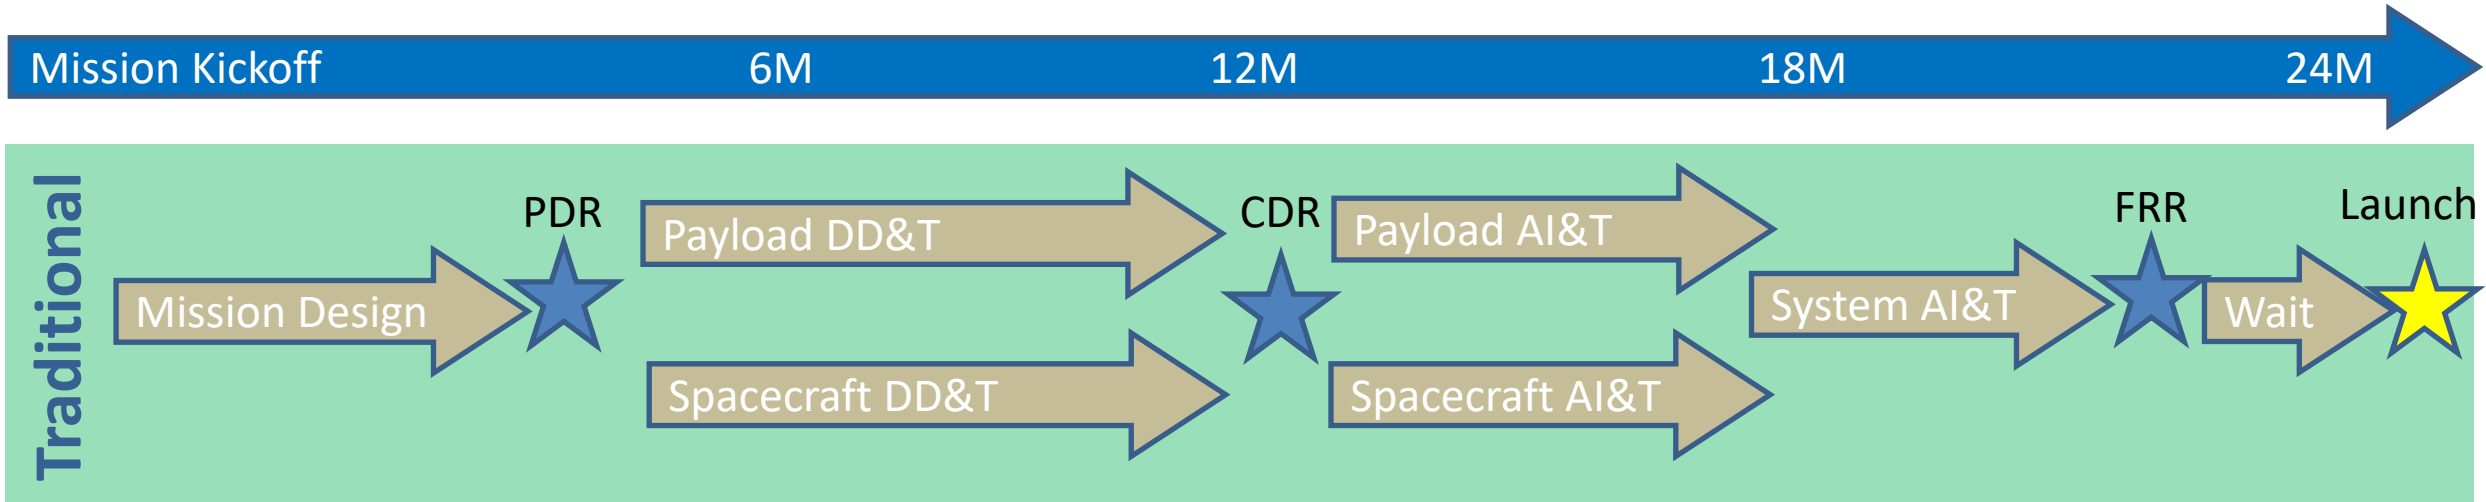 Mission Kickoff
6M
12M
18M
24M
Traditional
Mission Design
PDR
Payload DD&T
Spacecraft DD&T
CDR
Payload AI&T
Spacecraft AI&T
System AI&T
FRR
Wait
Launch